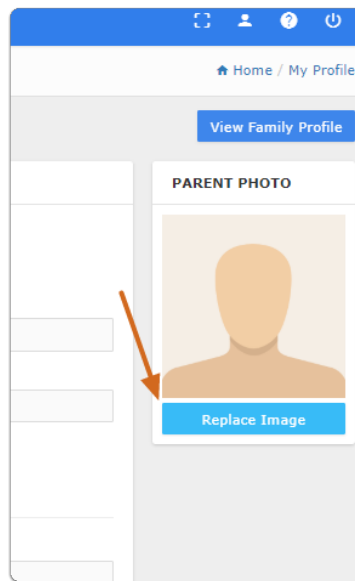 Home / My Profile
View Family Profile
PARENT PHOTO
Replace Image